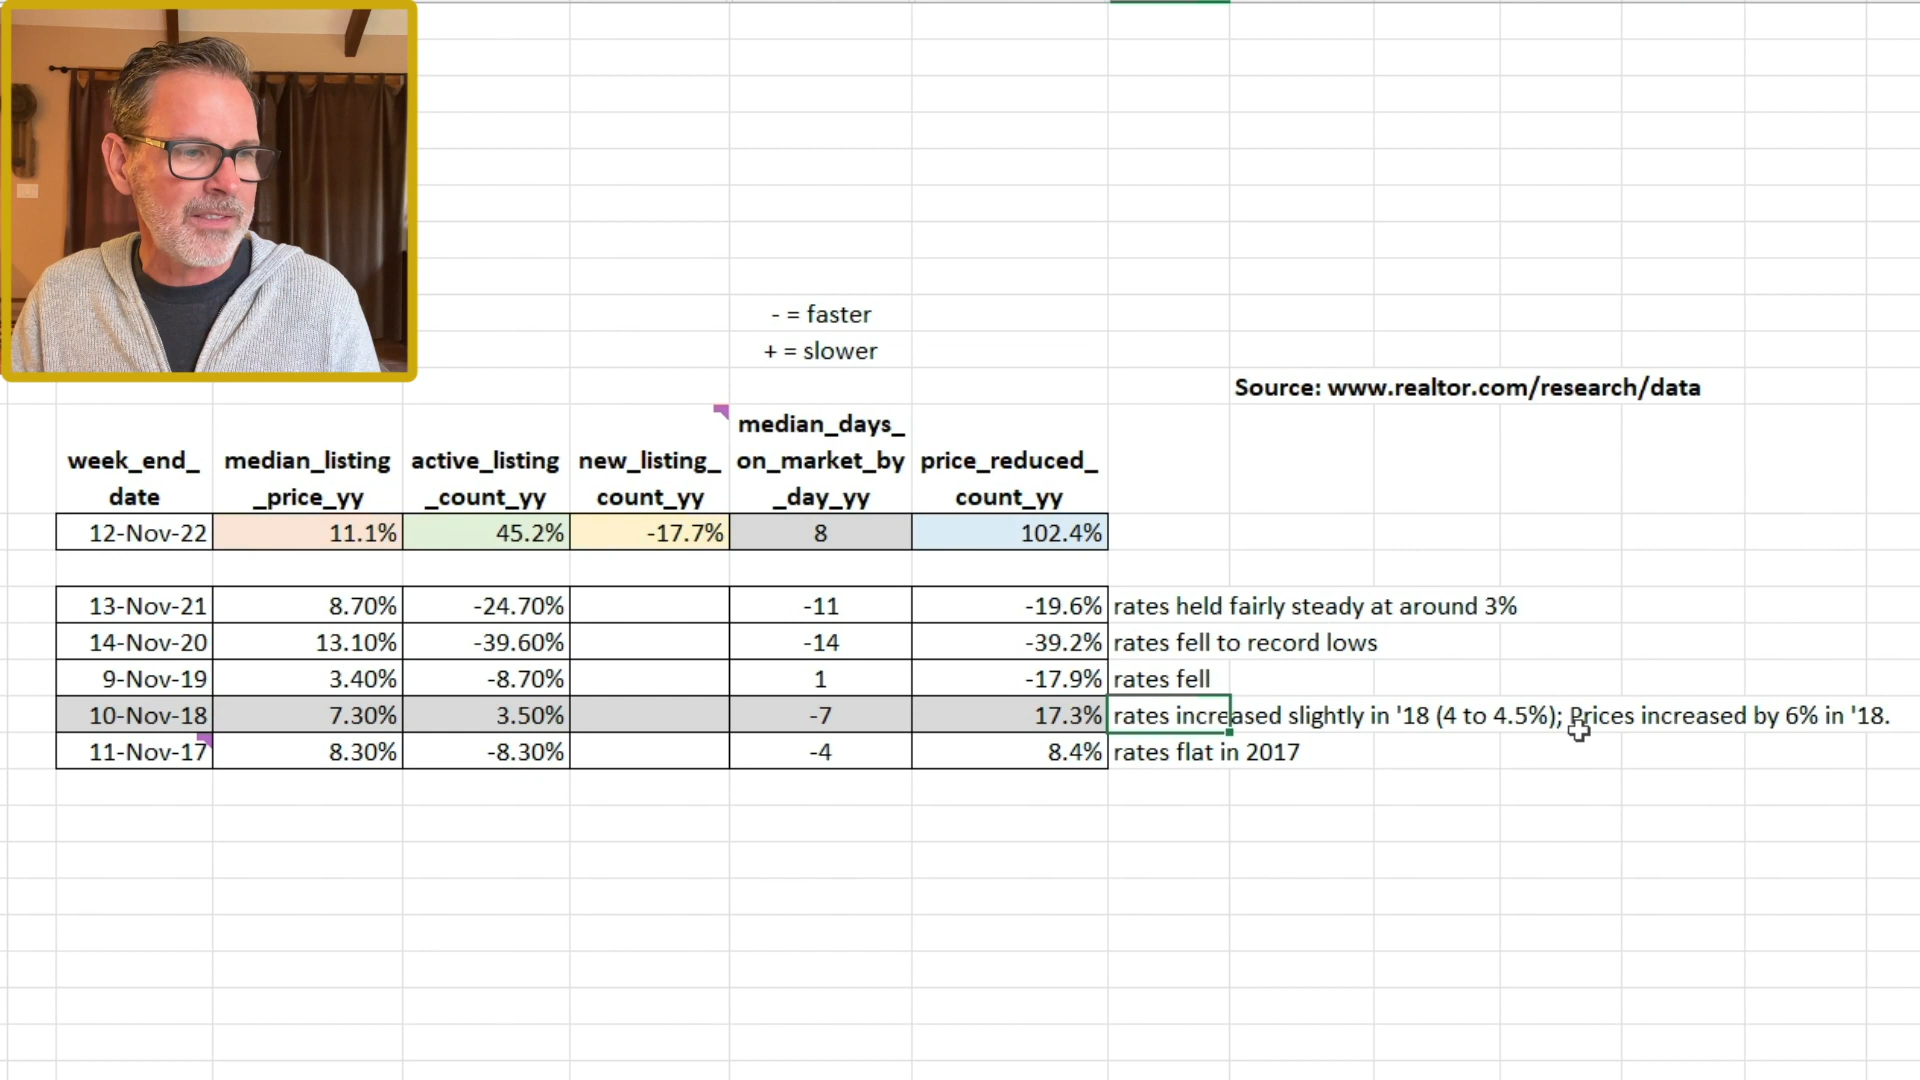 - = faster
+ = slower
Source: www.realtor.com/research/data
week_end_
date
median_listing
_price_yy
active_listing
_count_yy
new_listing_
count_yy
median_days_
on_market_by
_day_yy
price_reduced_
count_yy
12-Nov-22 11.1% 45.2% -17.7% 8 102.4%
13-Nov-21 8.70% -24.70% -11 -19.6% rates held fairly steady at around 3%
14-Nov-20 13.10% -39.60% -14 -39.2% rates fell to record lows
9-Nov-19 3.40% -8.70% 1 -17.9% rates fell
10-Nov-18 7.30% 3.50% -7 17.3% rates increased slightly in '18 (4 to 4.5%); Prices increased by 6% in '18.
11-Nov-17 8.30% -8.30% -4 8.4% rates flat in 2017